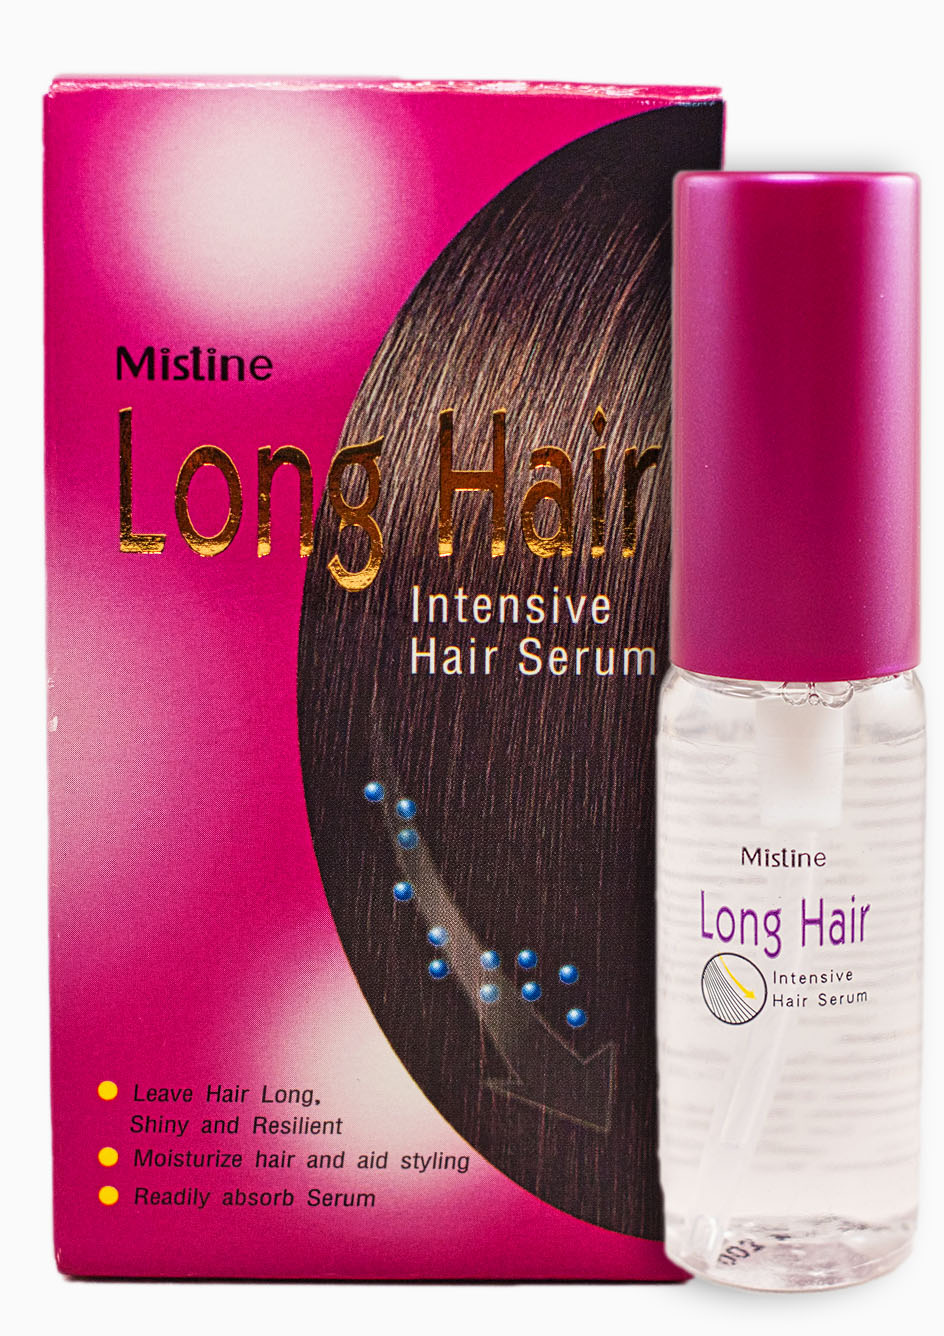 Mistine
Long Hair
Intensive
Hair Serum
Leave Hair Long,
Shiny and Resilient
Moisturize hair and aid styling
Readily absorb Serum
Mistine
Long Hair
Intensive
Hair Serum